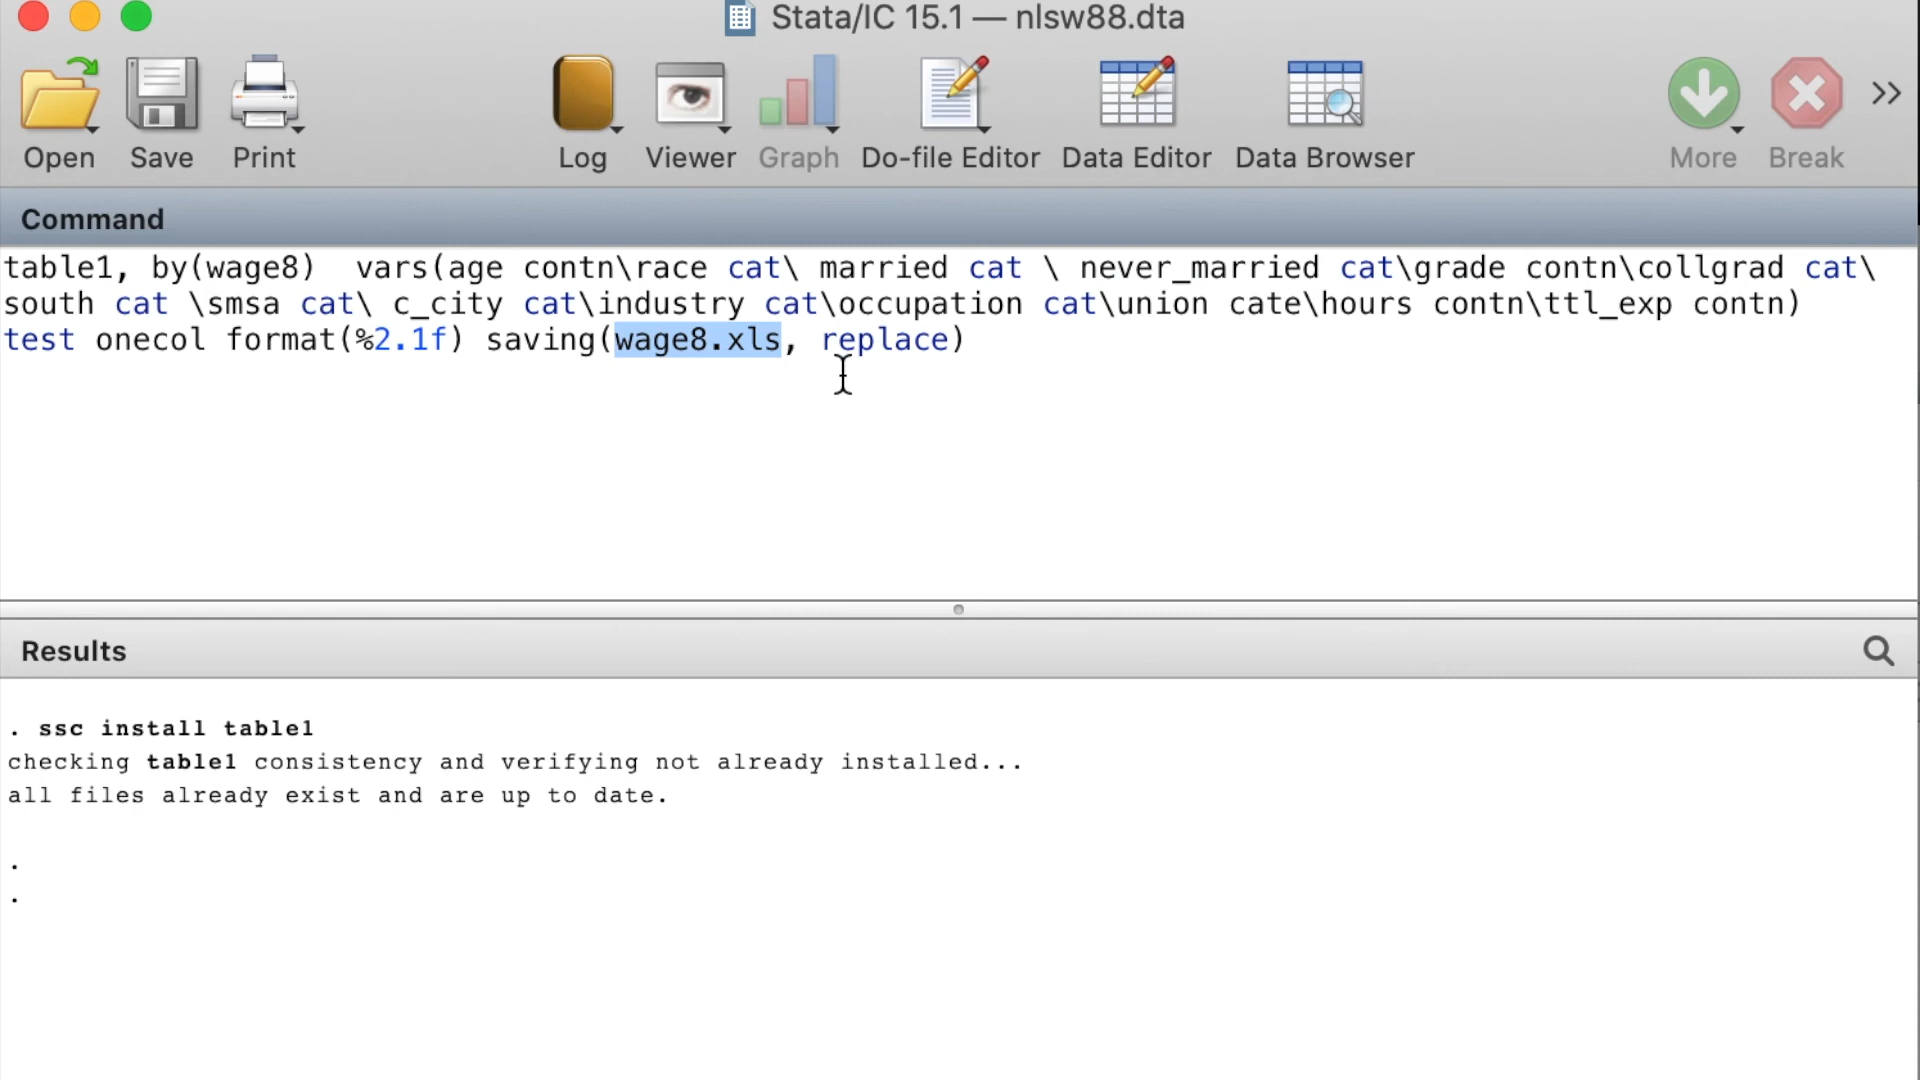 Stata/IC 15.1 — nlsw88.dta
Open Save Print Log Viewer Graph Do-file Editor Data Editor Data Browser More Break
Command
table1, by(wage8)  vars(age contn\race cat\ married cat \ never_married cat\grade contn\collgrad cat\
south cat \smsa cat\ c_city cat\industry cat\occupation cat\union cate\hours contn\ttl_exp contn)
test onecol format(%2.1f) saving(wage8.xls, replace)
Results
. ssc install table1
checking table1 consistency and verifying not already installed...
all files already exist and are up to date.
.
.